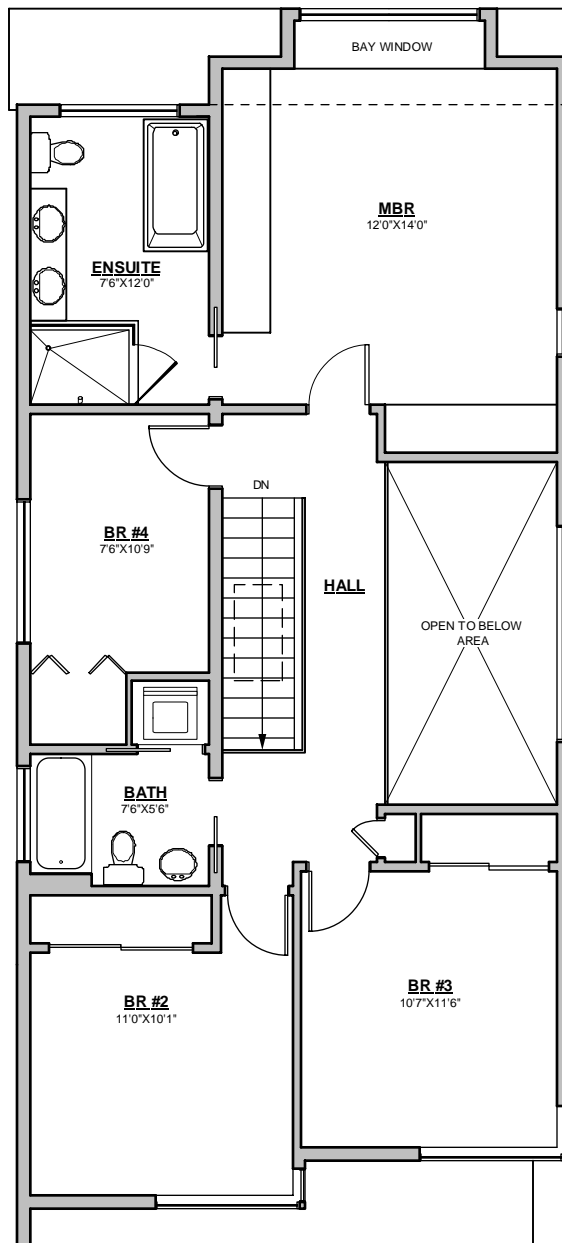 BAY WINDOW
MBR
12'0"X14'0"
ENSUITE
7'6"X12'0"
DN
BR #4
7'6"X10'9"
HALL
OPEN TO BELOW
AREA
BATH
7'6"X5'6"
BR #2
11'0"X10'1"
BR #3
10'7"X11'6"